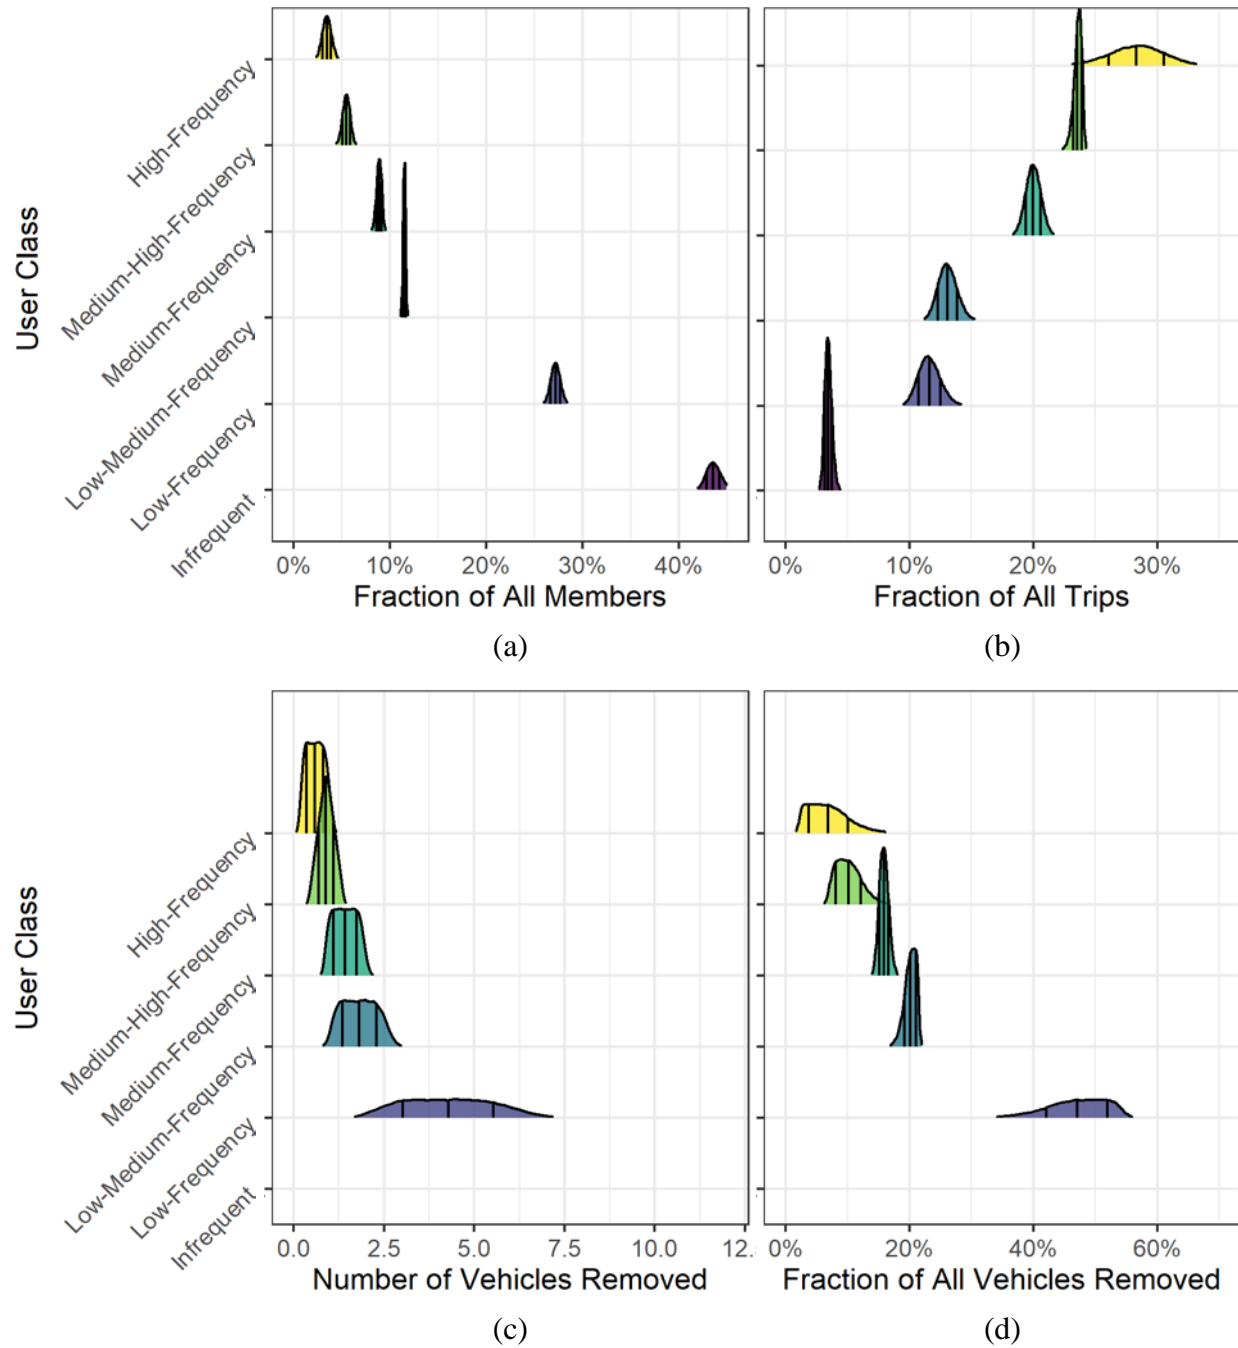 User Class
High-Frequency
Medium-High-Frequency
Medium-Frequency
Low-Medium-Frequency
Low-Frequency
Infrequent
0% 10% 20% 30% 40%
Fraction of All Members
(a)
0% 10% 20% 30%
Fraction of All Trips
(b)
User Class
High-Frequency
Medium-High-Frequency
Medium-Frequency
Low-Medium-Frequency
Low-Frequency
Infrequent
0.0 2.5 5.0 7.5 10.0 12.
Number of Vehicles Removed
(c)
0% 20% 40% 60%
Fraction of All Vehicles Removed
(d)